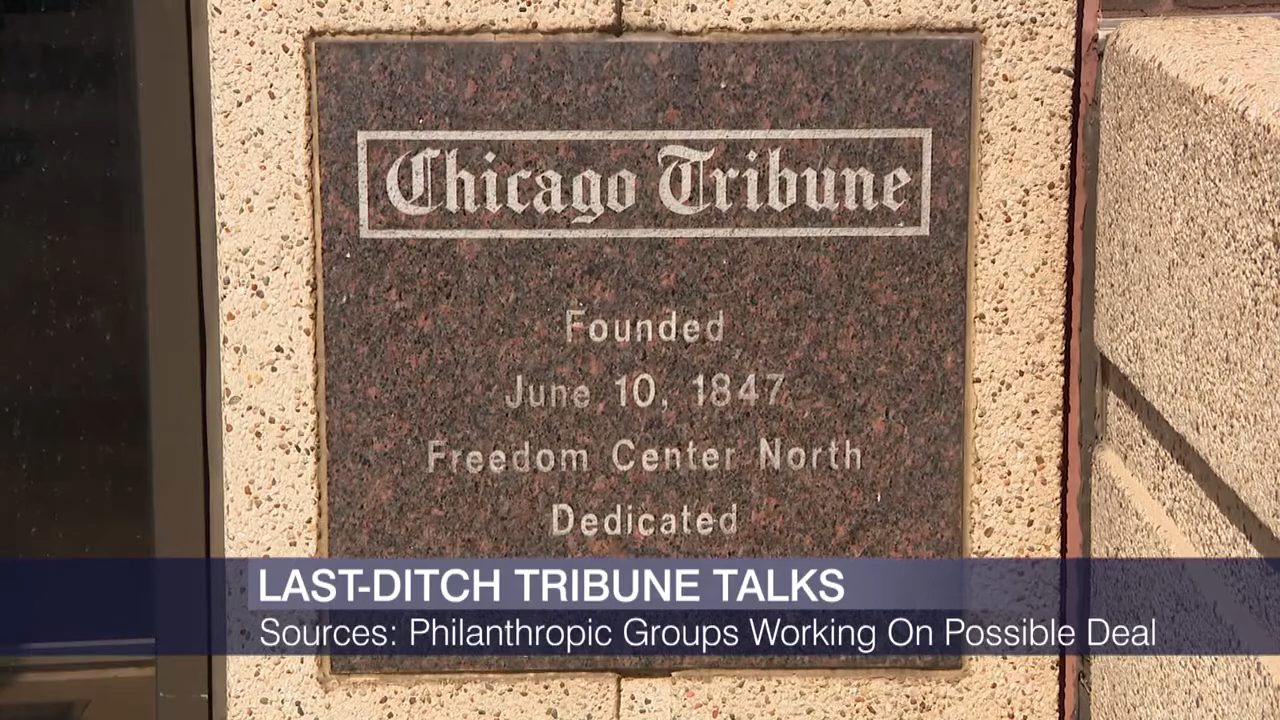 Chicago Tribune
Founded
June 10, 1847
Freedom Center North
Dedicated
LAST-DITCH TRIBUNE TALKS
Sources: Philanthropic Groups Working On Possible Deal